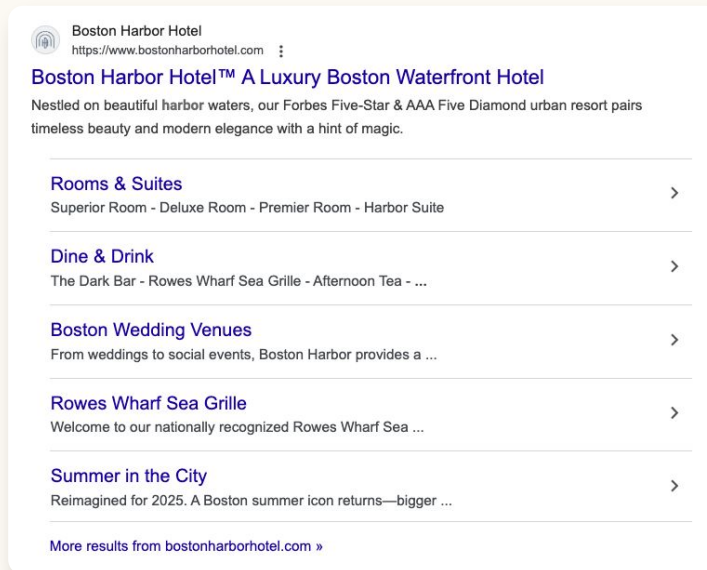 Boston Harbor Hotel
https://www.bostonharborhotel.com
Boston Harbor Hotel™ A Luxury Boston Waterfront Hotel
Nestled on beautiful harbor waters, our Forbes Five-Star & AAA Five Diamond urban resort pairs
timeless beauty and modern elegance with a hint of magic.
Rooms & Suites
Superior Room - Deluxe Room - Premier Room - Harbor Suite
Dine & Drink
The Dark Bar - Rowes Wharf Sea Grille - Afternoon Tea - ...
Boston Wedding Venues
From weddings to social events, Boston Harbor provides a ...
Rowes Wharf Sea Grille
Welcome to our nationally recognized Rowes Wharf Sea ...
Summer in the City
Reimagined for 2025. A Boston summer icon returns—bigger ...
More results from bostonharborhotel.com »